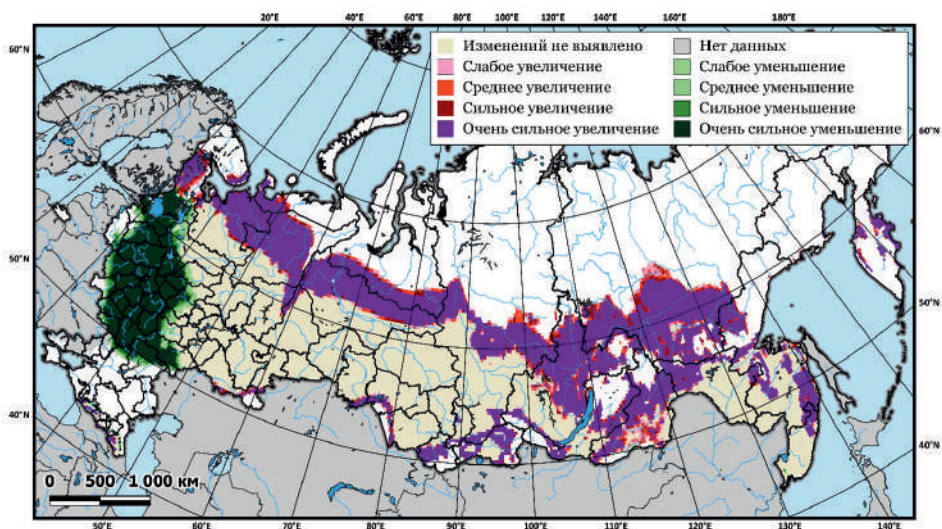 20°E 40°E 60°E 80°E 100°E 120°E 140°E 160°E 180°E
60°N
Изменений не выявлено
Нет данных
Слабое увеличение
Слабое уменьшение
Среднее увеличение
Среднее уменьшение
Сильное увеличение
Сильное уменьшение
Очень сильное увеличение
Очень сильное уменьшение
60°N
50°N
50°N
40°N
40°N
0 500 1 000 км
50°E 60°E 70°E 80°E 90°E 100°E 110°E 120°E 130°E 140°E